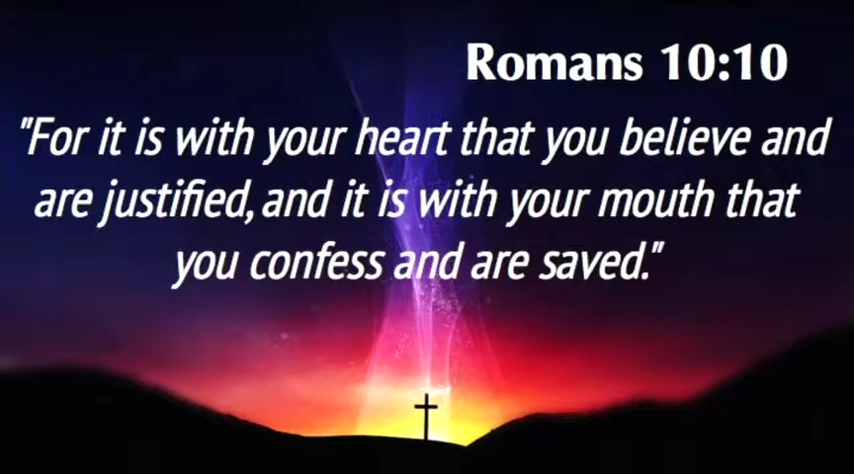 Romans 10:10
"For it is with your heart that you believe and
are justified, and it is with your mouth that
you confess and are saved."